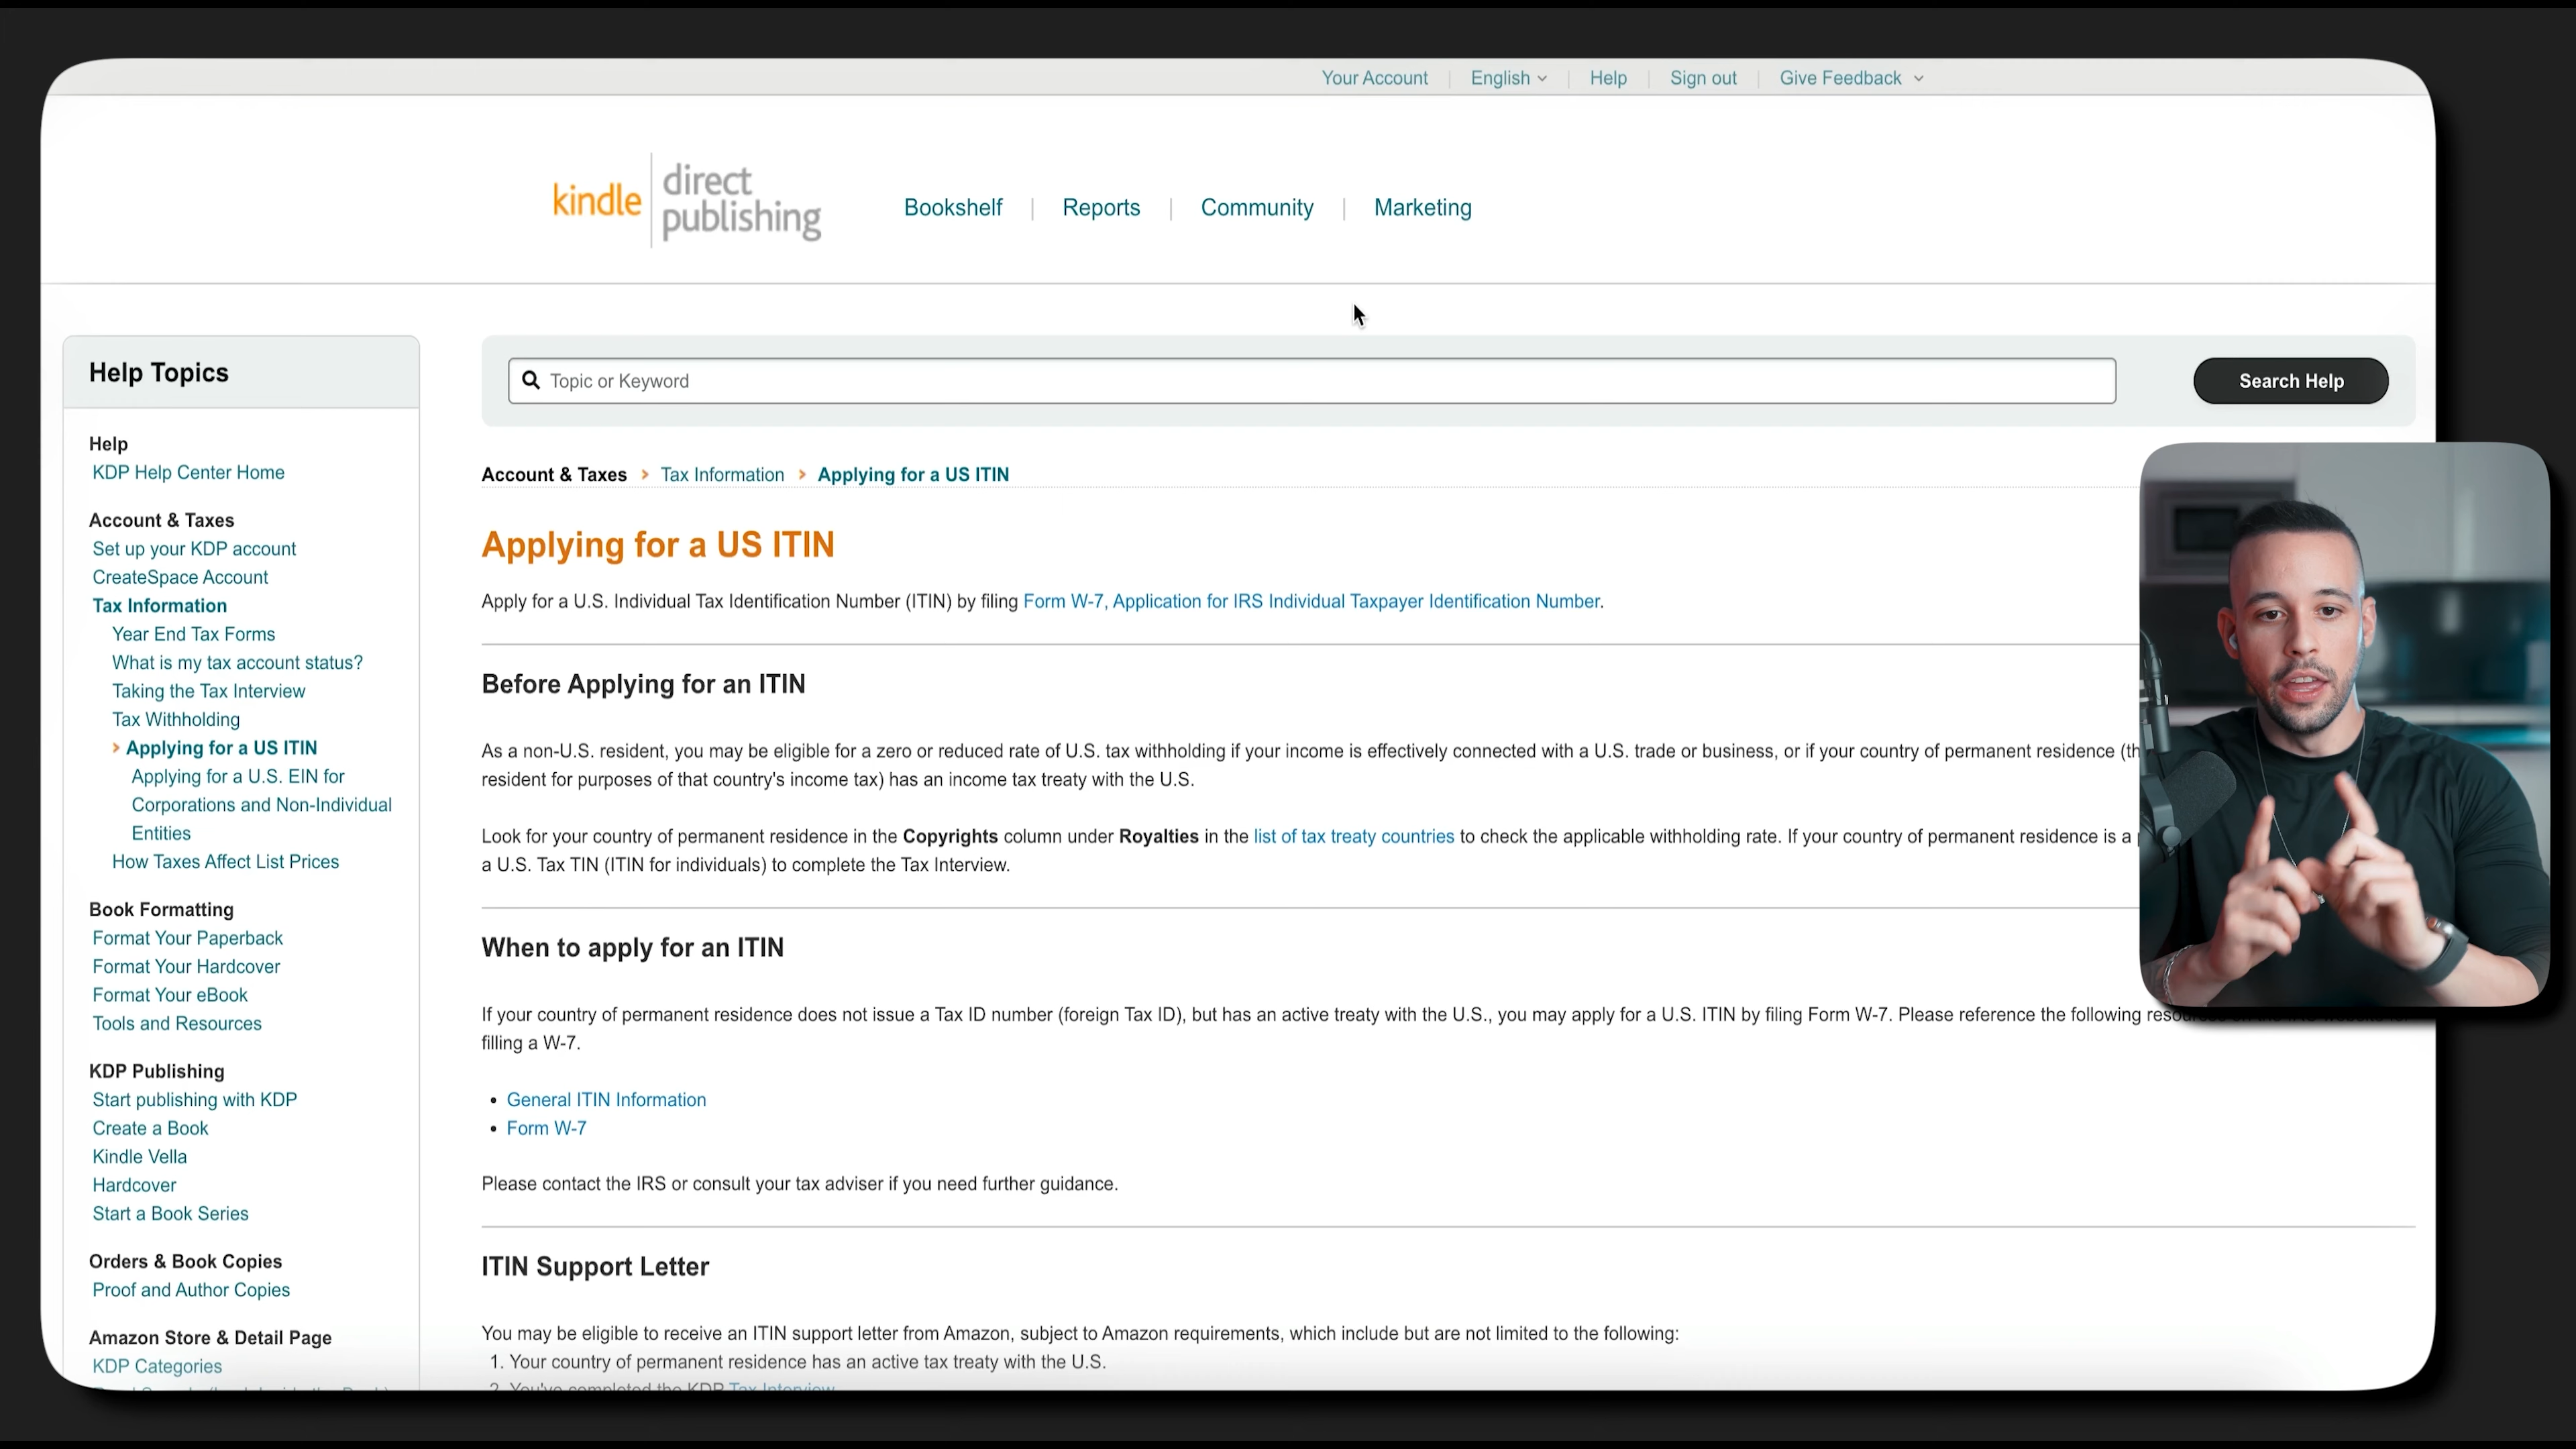 Your Account | English | Help | Sign out | Give Feedback
kindle direct publishing
Bookshelf | Reports | Community | Marketing
Help Topics
Topic or Keyword
Search Help
Help
KDP Help Center Home
Account & Taxes
Set up your KDP account
CreateSpace Account
Tax Information
Year End Tax Forms
What is my tax account status?
Taking the Tax Interview
Tax Withholding
Applying for a US ITIN
Applying for a U.S. EIN for
Corporations and Non-Individual
Entities
How Taxes Affect List Prices
Book Formatting
Format Your Paperback
Format Your Hardcover
Format Your eBook
Tools and Resources
KDP Publishing
Start publishing with KDP
Create a Book
Kindle Vella
Hardcover
Start a Book Series
Orders & Book Copies
Proof and Author Copies
Amazon Store & Detail Page
KDP Categories
Account & Taxes > Tax Information > Applying for a US ITIN
Applying for a US ITIN
Apply for a U.S. Individual Tax Identification Number (ITIN) by filing Form W-7, Application for IRS Individual Taxpayer Identification Number.
Before Applying for an ITIN
As a non-U.S. resident, you may be eligible for a zero or reduced rate of U.S. tax withholding if your income is effectively connected with a U.S. trade or business, or if your country of permanent residence
resident for purposes of that country's income tax) has an income tax treaty with the U.S.
Look for your country of permanent residence in the Copyrights column under Royalties in the list of tax treaty countries to check the applicable withholding rate. If your country of permanent residence is a
a U.S. Tax TIN (ITIN for individuals) to complete the Tax Interview.
When to apply for an ITIN
If your country of permanent residence does not issue a Tax ID number (foreign Tax ID), but has an active treaty with the U.S., you may apply for a U.S. ITIN by filing Form W-7. Please reference the following
filling a W-7.
• General ITIN Information
• Form W-7
Please contact the IRS or consult your tax adviser if you need further guidance.
ITIN Support Letter
You may be eligible to receive an ITIN support letter from Amazon, subject to Amazon requirements, which include but are not limited to the following:
1. Your country of permanent residence has an active tax treaty with the U.S.
2. You've completed the KDP Tax Interview